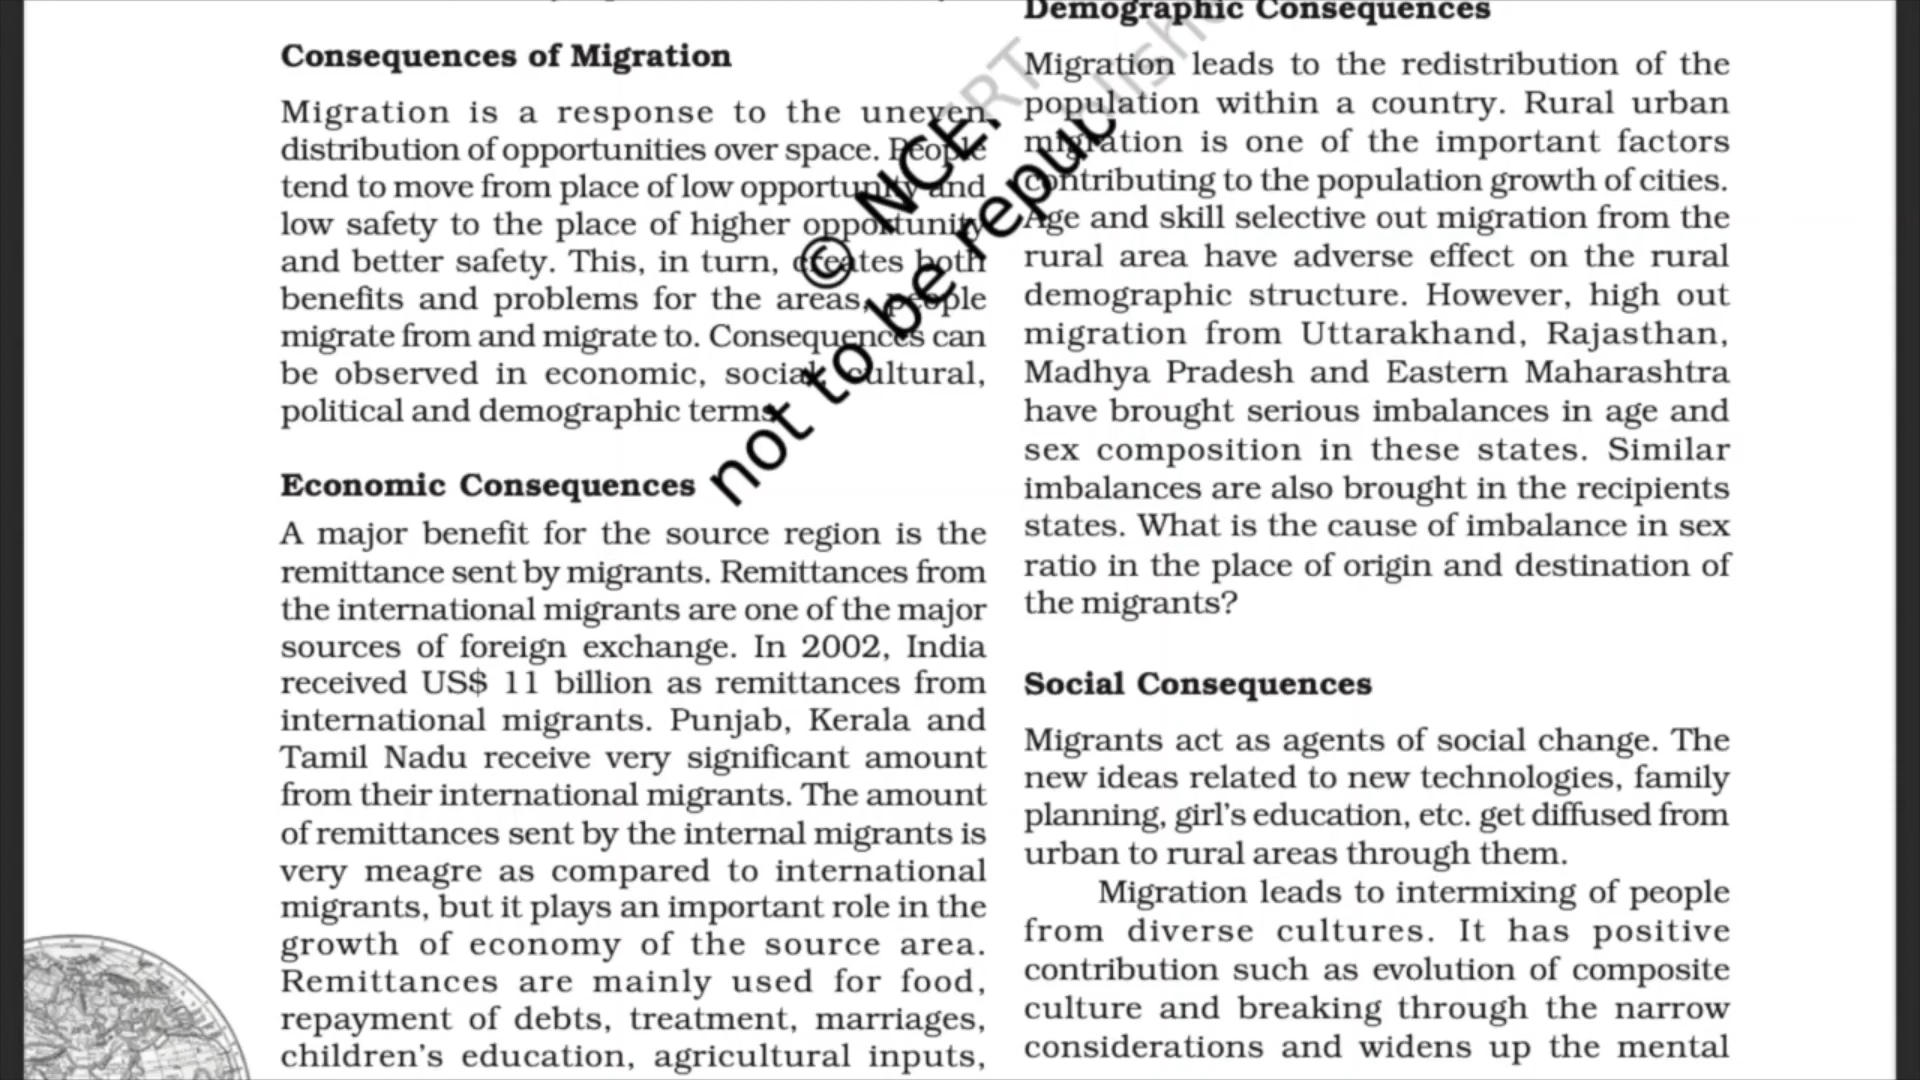 Consequences of Migration
Migration is a response to the uneven
distribution of opportunities over space. People
tend to move from place of low opportunity and
low safety to the place of higher opportunity
and better safety. This, in turn, creates both
benefits and problems for the areas, people
migrate from and migrate to. Consequences can
be observed in economic, social, cultural,
political and demographic terms.
Economic Consequences
A major benefit for the source region is the
remittance sent by migrants. Remittances from
the international migrants are one of the major
sources of foreign exchange. In 2002, India
received US$ 11 billion as remittances from
international migrants. Punjab, Kerala and
Tamil Nadu receive very significant amount
from their international migrants. The amount
of remittances sent by the internal migrants is
very meagre as compared to international
migrants, but it plays an important role in the
growth of economy of the source area.
Remittances are mainly used for food,
repayment of debts, treatment, marriages,
children's education, agricultural inputs,
Demographic Consequences
Migration leads to the redistribution of the
population within a country. Rural urban
migration is one of the important factors
contributing to the population growth of cities.
Age and skill selective out migration from the
rural area have adverse effect on the rural
demographic structure. However, high out
migration from Uttarakhand, Rajasthan,
Madhya Pradesh and Eastern Maharashtra
have brought serious imbalances in age and
sex composition in these states. Similar
imbalances are also brought in the recipients
states. What is the cause of imbalance in sex
ratio in the place of origin and destination of
the migrants?
Social Consequences
Migrants act as agents of social change. The
new ideas related to new technologies, family
planning, girl's education, etc. get diffused from
urban to rural areas through them.
Migration leads to intermixing of people
from diverse cultures. It has positive
contribution such as evolution of composite
culture and breaking through the narrow
considerations and widens up the mental
© NCERT
not to be republishe